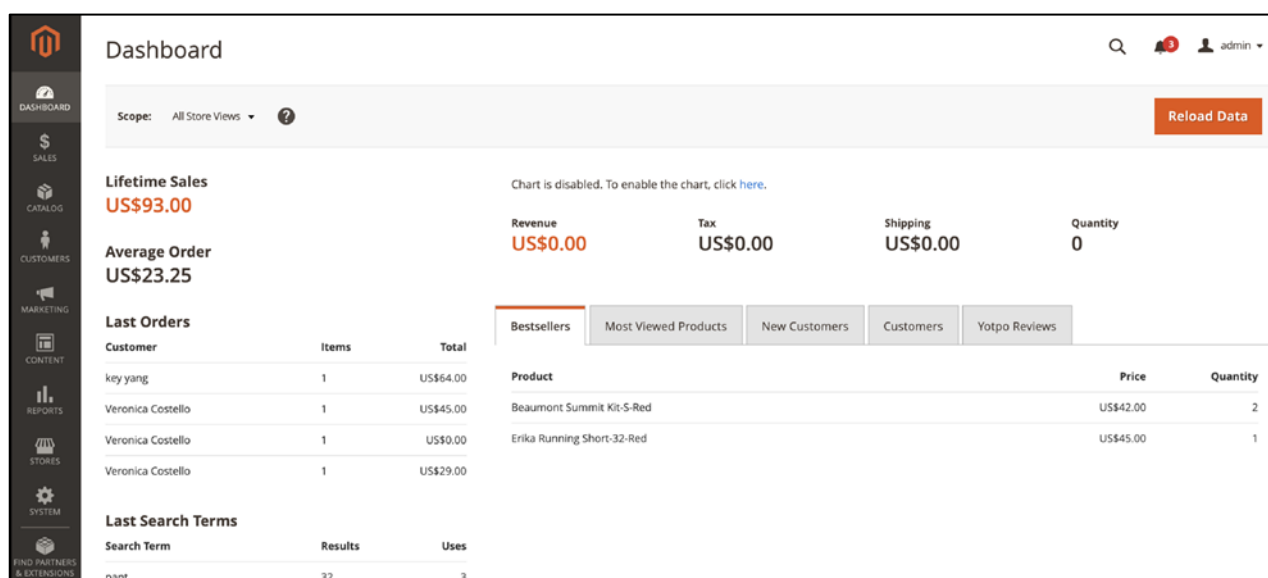 Dashboard
3
admin
DASHBOARD
Scope: All Store Views
?
Reload Data
$
SALES
CATALOG
CUSTOMERS
MARKETING
CONTENT
REPORTS
STORES
SYSTEM
FIND PARTNERS
& EXTENSIONS
Lifetime Sales
US$93.00
Average Order
US$23.25
Chart is disabled. To enable the chart, click here.
Revenue Tax Shipping Quantity
US$0.00 US$0.00 US$0.00 0
Last Orders
Customer Items Total
key yang 1 US$64.00
Veronica Costello 1 US$45.00
Veronica Costello 1 US$0.00
Veronica Costello 1 US$29.00
Bestsellers Most Viewed Products New Customers Customers Yotpo Reviews
Product Price Quantity
Beaumont Summit Kit-S-Red US$42.00 2
Erika Running Short-32-Red US$45.00 1
Last Search Terms
Search Term Results Uses
pant 32 3